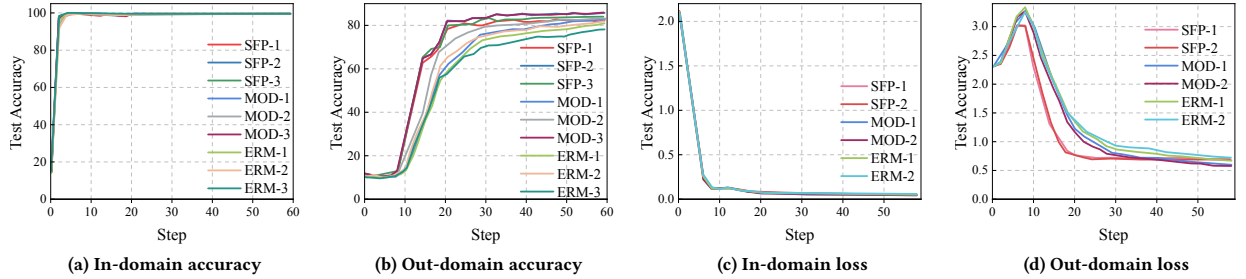 100
80
60
40
20
0
0
10
20
30
40
50
60
Test Accuracy
Step
SFP-1
SFP-2
SFP-3
MOD-1
MOD-2
MOD-3
ERM-1
ERM-2
ERM-3
(a) In-domain accuracy
80
60
40
20
0
0
10
20
30
40
50
60
Test Accuracy
Step
SFP-1
SFP-2
SFP-3
MOD-1
MOD-2
MOD-3
ERM-1
ERM-2
ERM-3
(b) Out-domain accuracy
2.0
1.5
1.0
0.5
0.0
0
10
20
30
40
50
Test Accuracy
Step
SFP-1
SFP-2
MOD-1
MOD-2
ERM-1
ERM-2
(c) In-domain loss
3.0
2.5
2.0
1.5
1.0
0.5
0.0
0
10
20
30
40
50
Test Accuracy
Step
SFP-1
SFP-2
MOD-1
MOD-2
ERM-1
ERM-2
(d) Out-domain loss